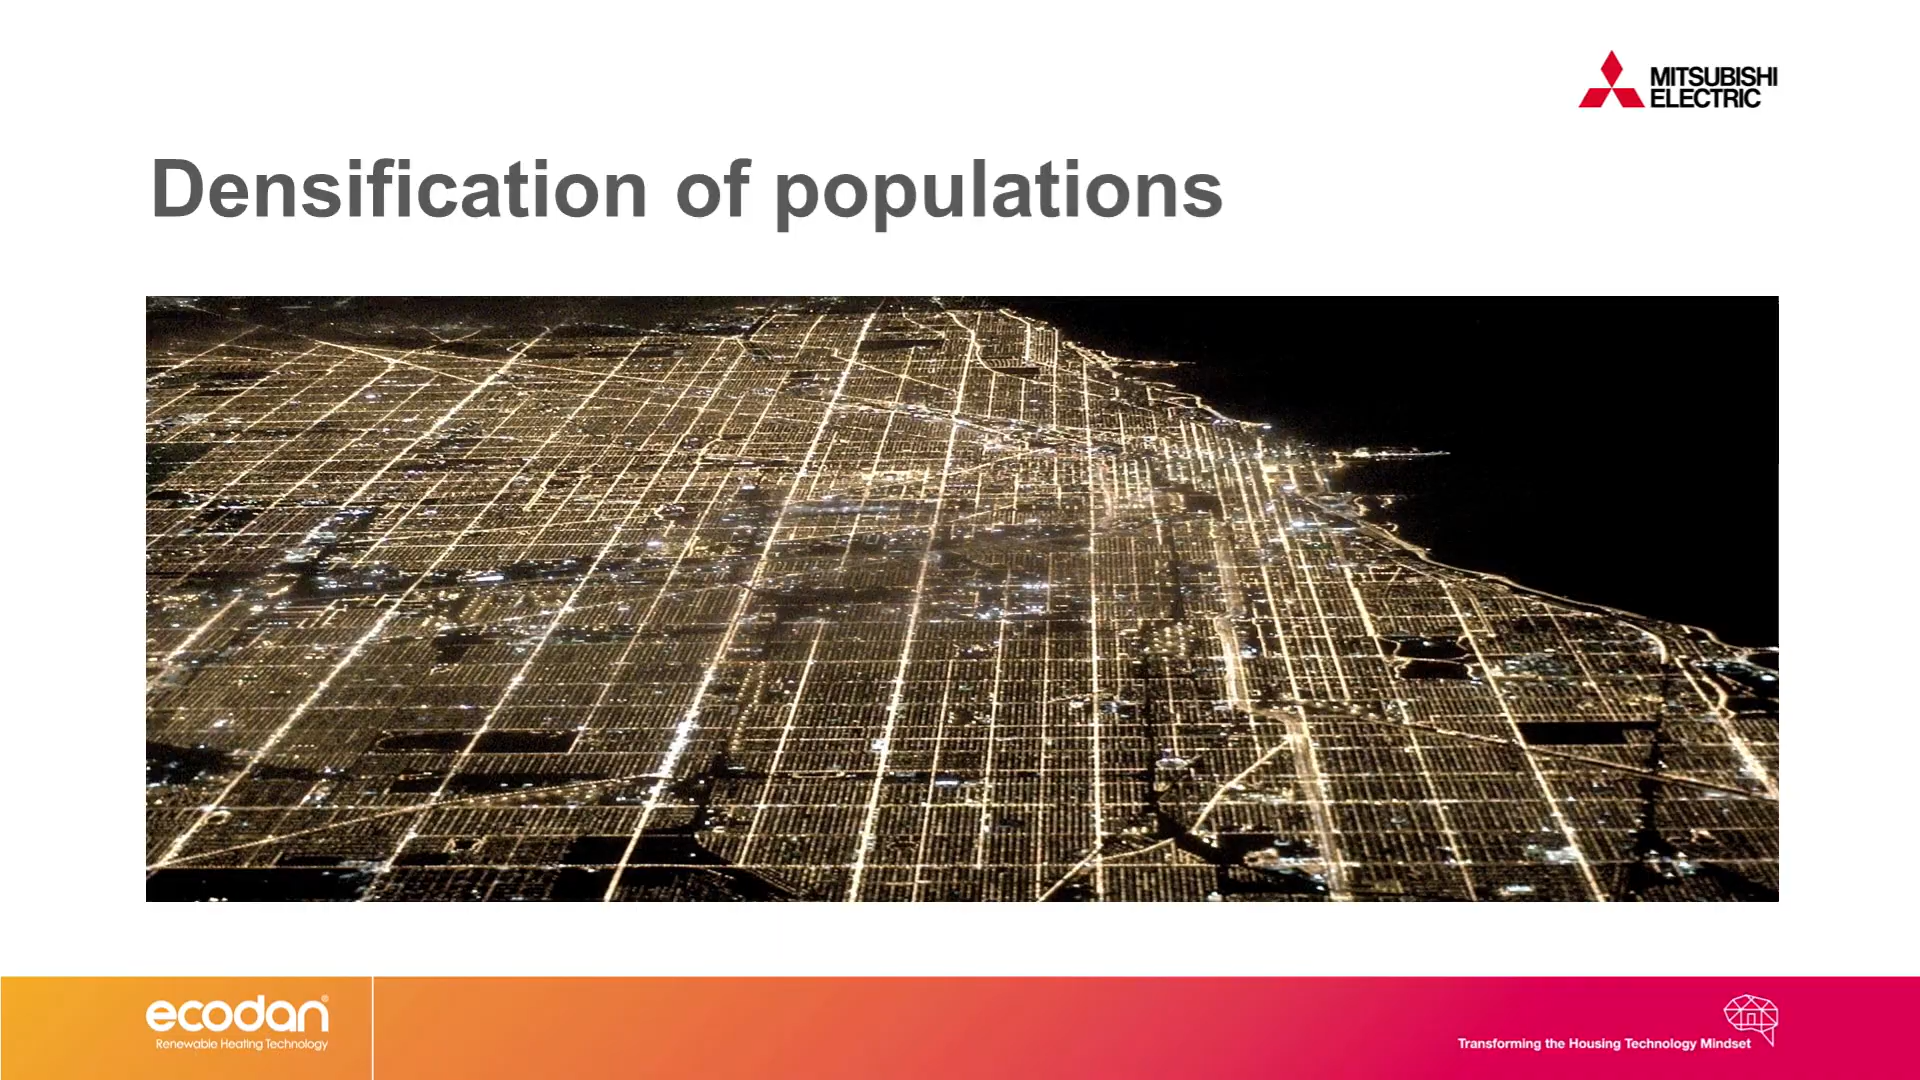 MITSUBISHI
ELECTRIC
Densification of populations
ecodan®
Renewable Heating Technology
Transforming the Housing Technology Mindset